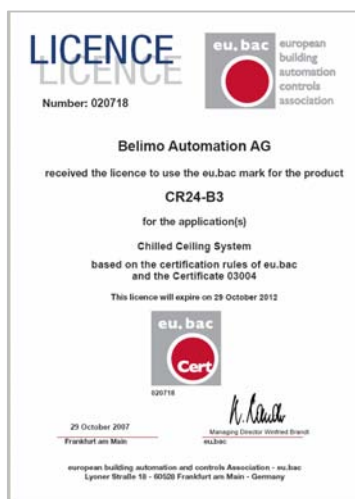 LICENCE
LICENCE
eu.bac
european
building
automation
controls
association
Number: 020718
Belimo Automation AG
received the licence to use the eu.bac mark for the product
CR24-B3
for the application(s)
Chilled Ceiling System
based on the certification rules of eu.bac
and the Certificate 03004
This licence will expire on 29 October 2012
eu.bac
Cert
020718
29 October 2007
Frankfurt am Main
Managing Director Winfried Brandt
eu.bac
european building automation and controls Association - eu.bac
Lyoner Straße 18 - 60528 Frankfurt am Main - Germany